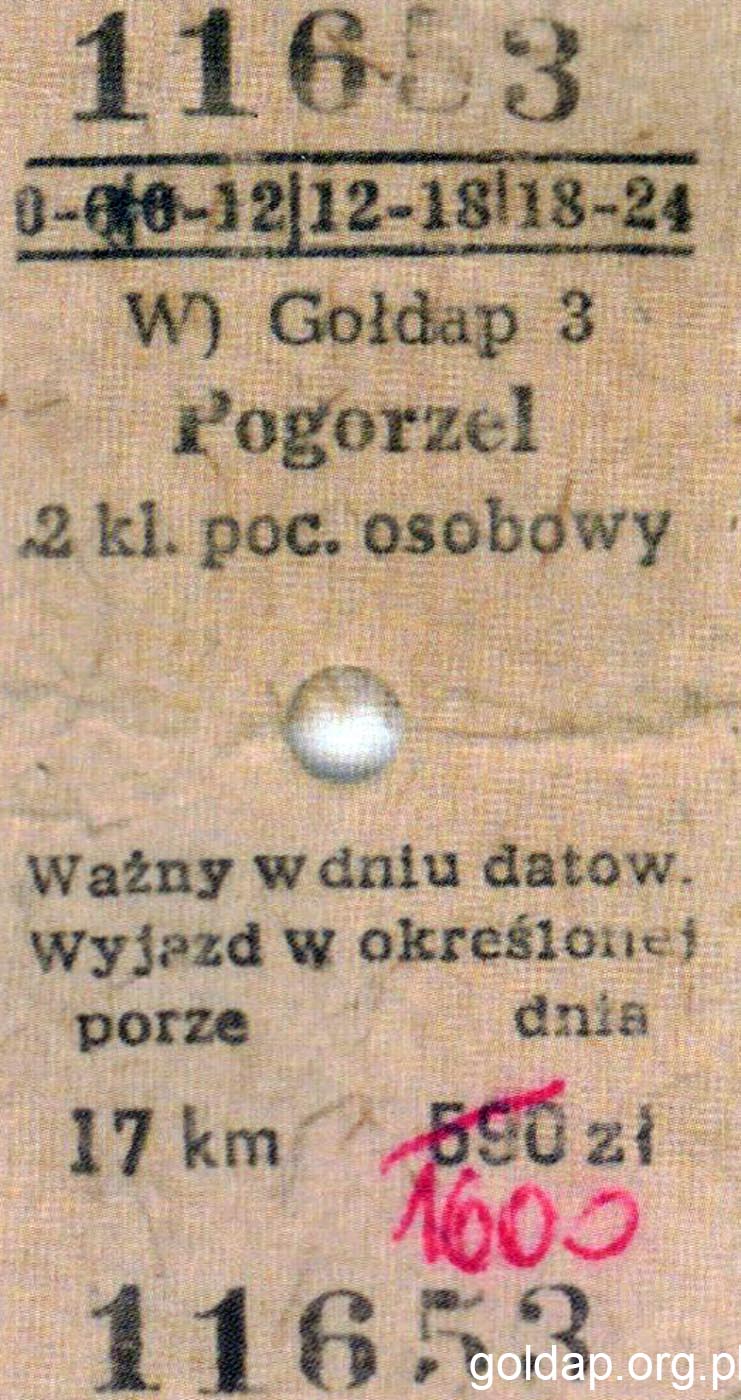 11653
0-6|6-12|12-18|18-24
W) Gołdap 3
Pogorzel
2 kl. poc. osobowy
Ważny w dniu datow.
Wyjazd w określonej
porze dnia
17 km 590 zł
1600
11653
goldap.org.pl